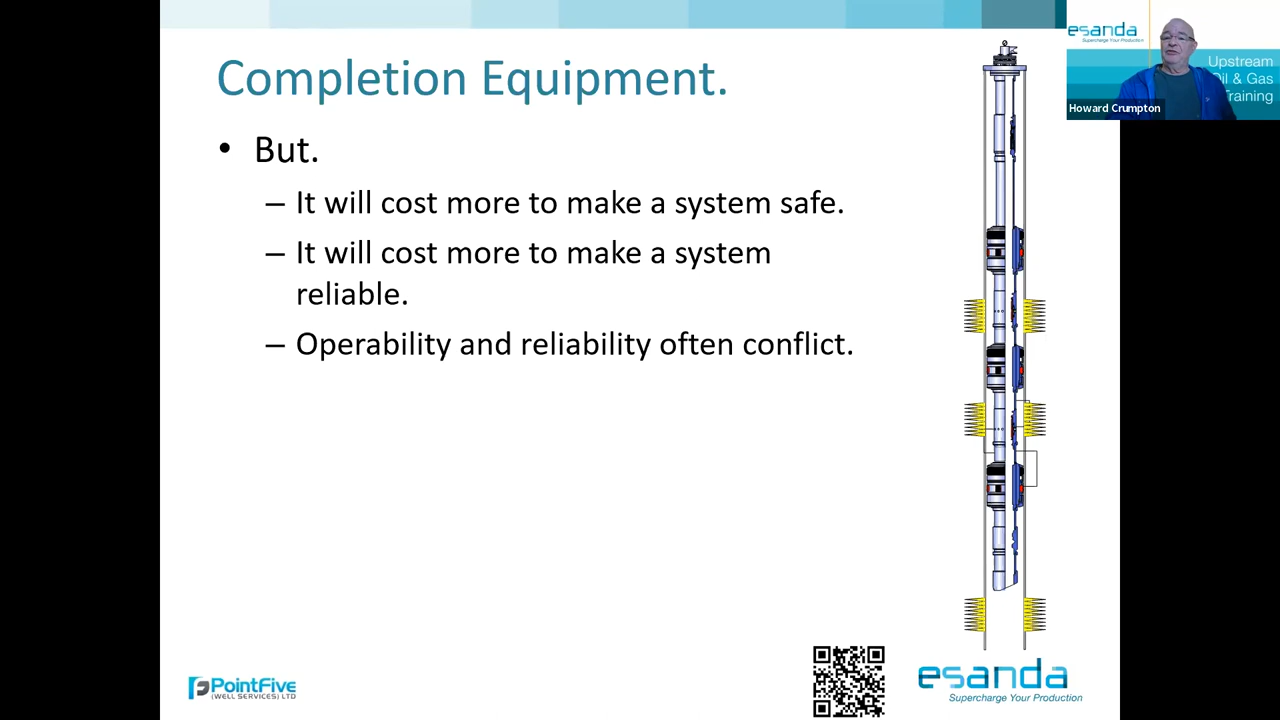 Completion Equipment.
• But.
– It will cost more to make a system safe.
– It will cost more to make a system
reliable.
– Operability and reliability often conflict.
PointFive
(WELL SERVICES) LTD
esanda
Supercharge Your Production
esanda
Supercharge Your Production
Upstream
Oil & Gas
Training
Howard Crumpton